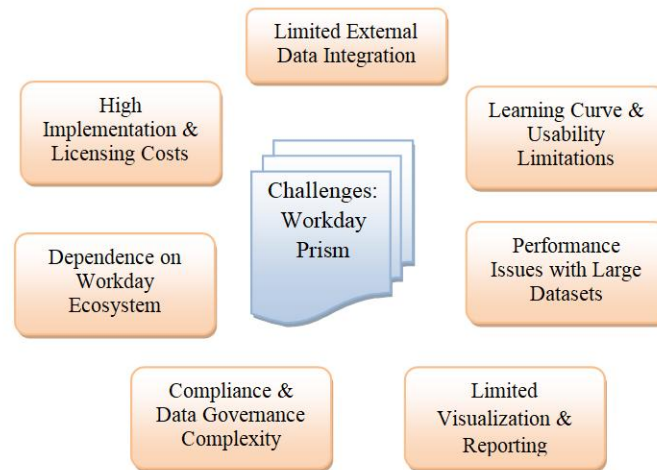 Limited External
Data Integration
High
Implementation &
Licensing Costs
Learning Curve &
Usability
Limitations
Challenges:
Workday
Prism
Dependence on
Workday
Ecosystem
Performance
Issues with Large
Datasets
Compliance &
Data Governance
Complexity
Limited
Visualization &
Reporting